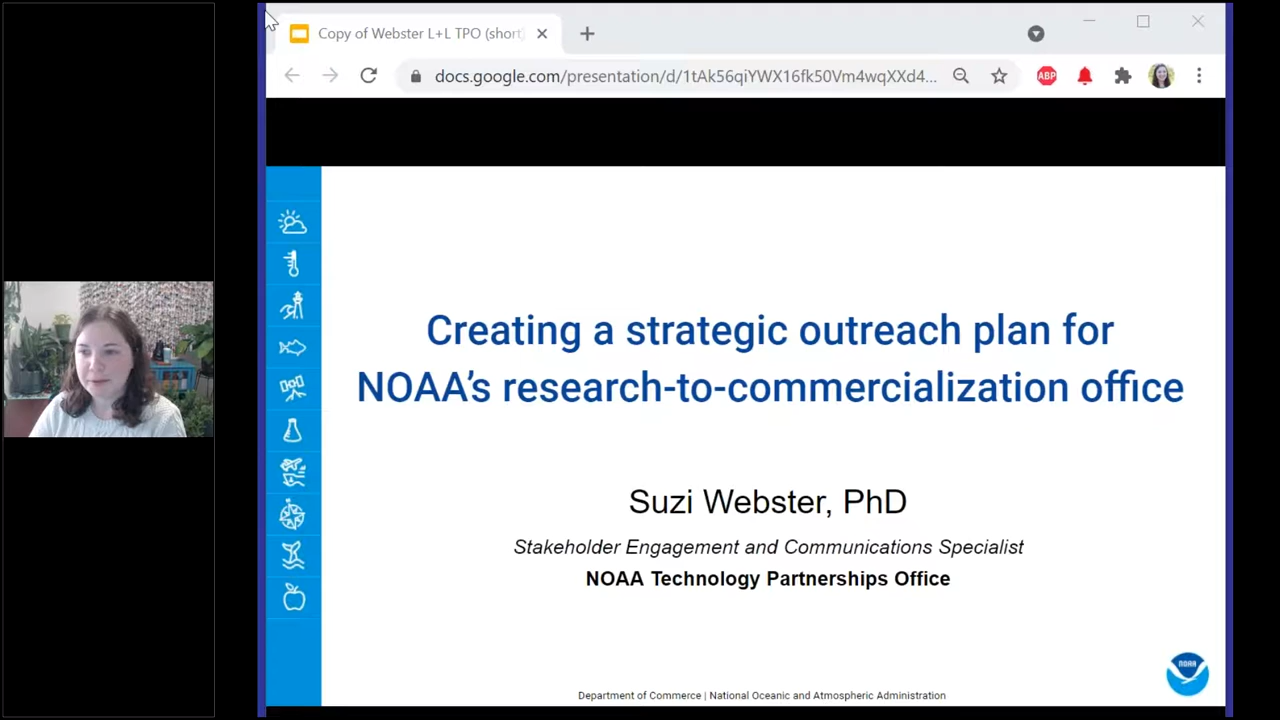 Copy of Webster L+L TPO (short)
docs.google.com/presentation/d/1tAk56qiYWX16fk50Vm4wqXXd4...
ABP
Creating a strategic outreach plan for
NOAA's research-to-commercialization office
Suzi Webster, PhD
Stakeholder Engagement and Communications Specialist
NOAA Technology Partnerships Office
NOAA
Department of Commerce | National Oceanic and Atmospheric Administration